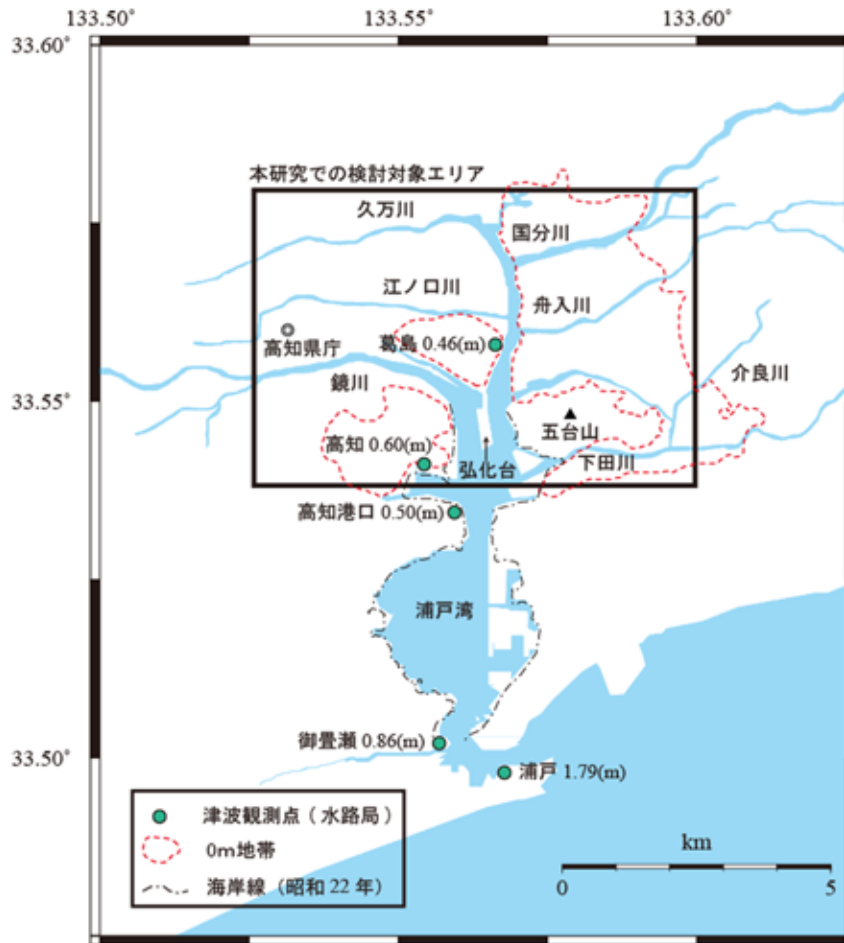 133.50°
133.55°
133.60°
33.60°
本研究での検討対象エリア
久万川
国分川
江ノ口川
舟入川
葛島 0.46(m)
高知県庁
鏡川
介良川
33.55°
五台山
高知 0.60(m)
弘化台
下田川
高知港口 0.50(m)
浦戸湾
御畳瀬 0.86(m)
33.50°
浦戸 1.79(m)
津波観測点 ( 水路局 )
0m地帯
海岸線（昭和 22 年）
km
0
5